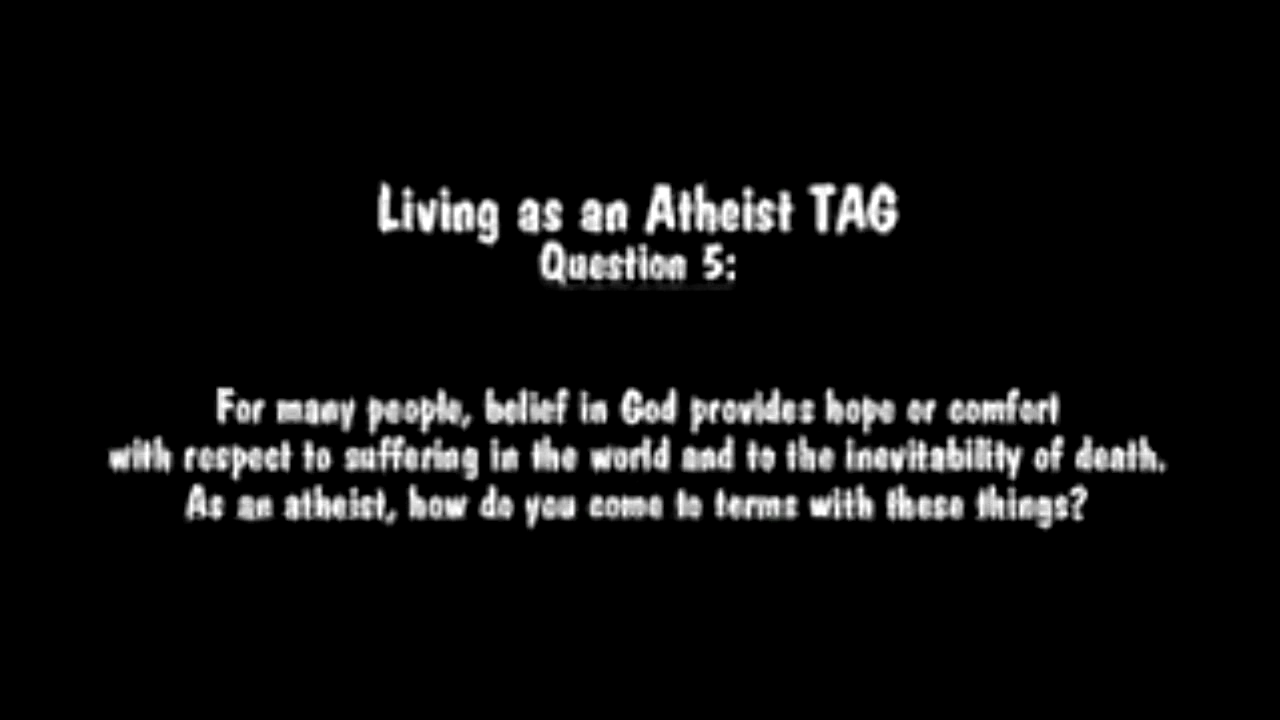 Living as an Atheist TAG
Question 5:
For many people, belief in God provides hope or comfort
with respect to suffering in the world and to the inevitability of death.
As an atheist, how do you come to terms with these things?